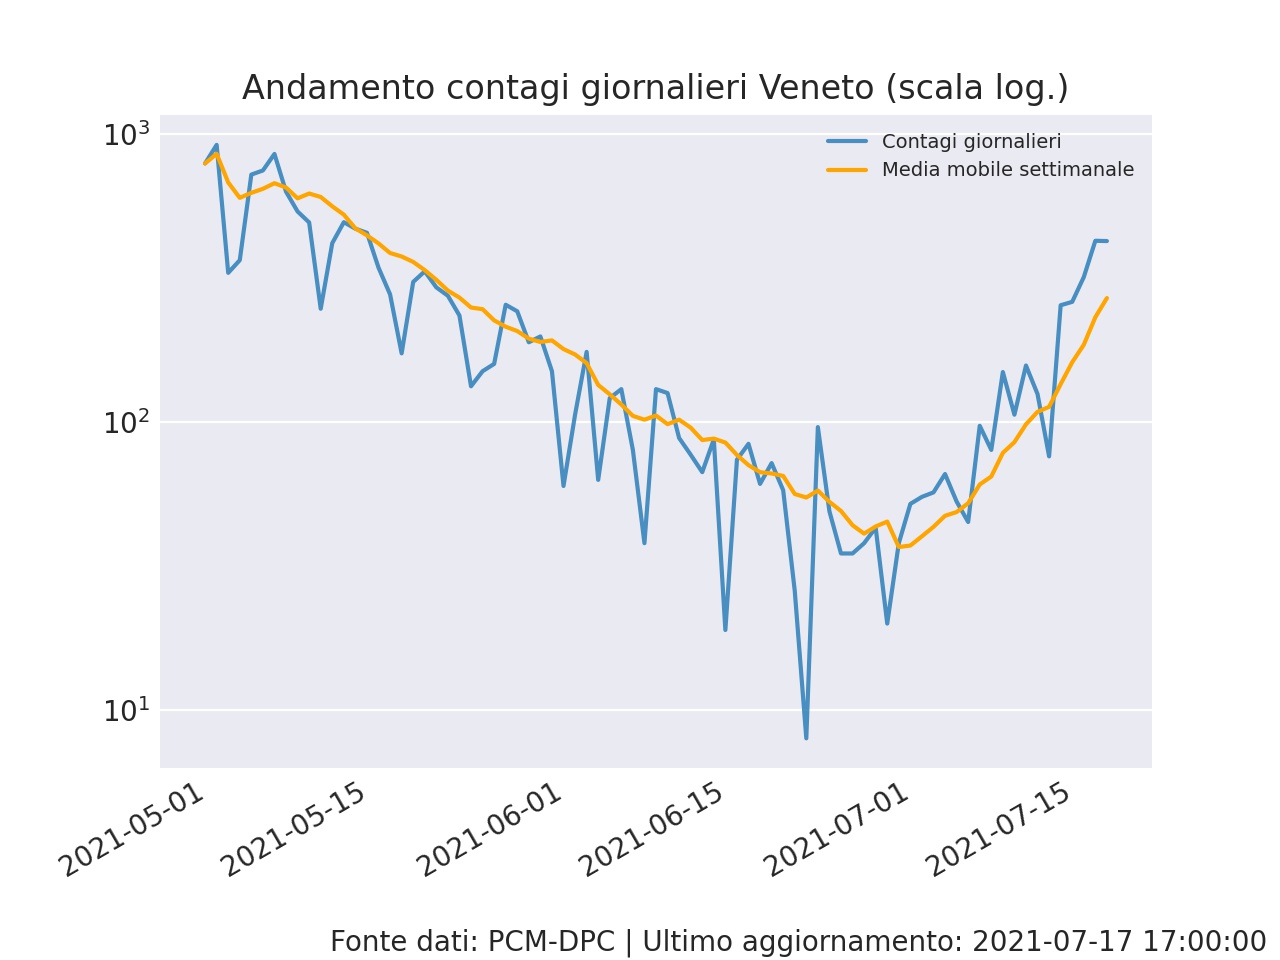 Andamento contagi giornalieri Veneto (scala log.)
10³
10²
10¹
Contagi giornalieri
Media mobile settimanale
2021-05-01
2021-05-15
2021-06-01
2021-06-15
2021-07-01
2021-07-15
Fonte dati: PCM-DPC | Ultimo aggiornamento: 2021-07-17 17:00:00